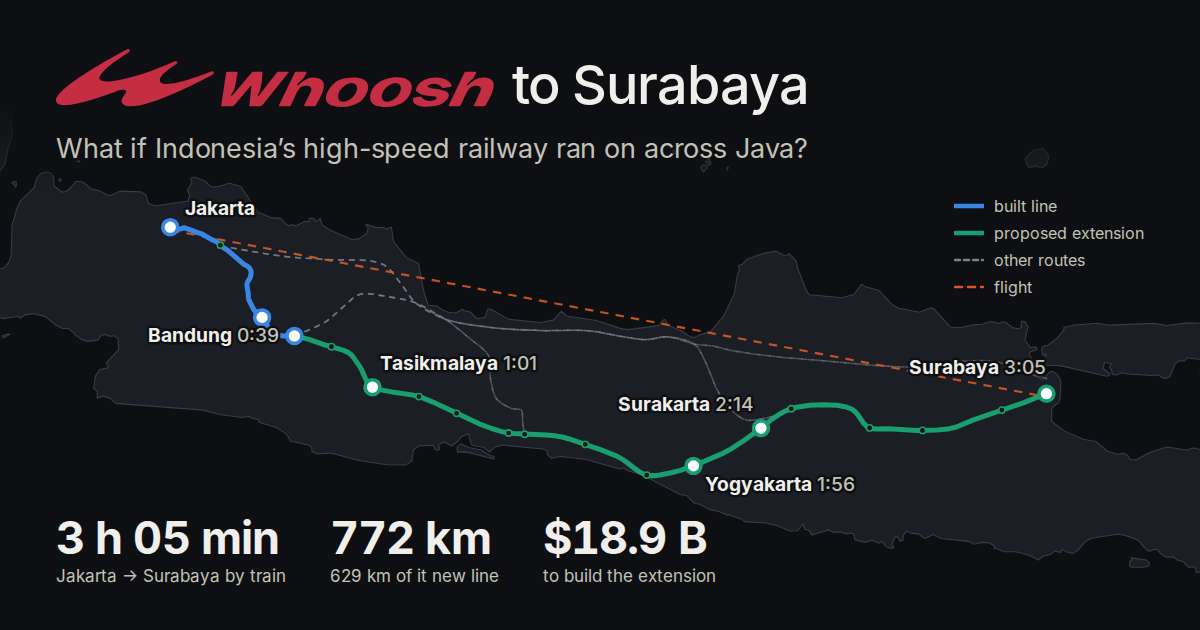 Whoosh to Surabaya
What if Indonesia's high-speed railway ran on across Java?
Jakarta
built line
proposed extension
other routes
flight
Bandung 0:39
Tasikmalaya 1:01
Surabaya 3:05
Surakarta 2:14
Yogyakarta 1:56
3 h 05 min
Jakarta → Surabaya by train
772 km
629 km of it new line
$18.9 B
to build the extension